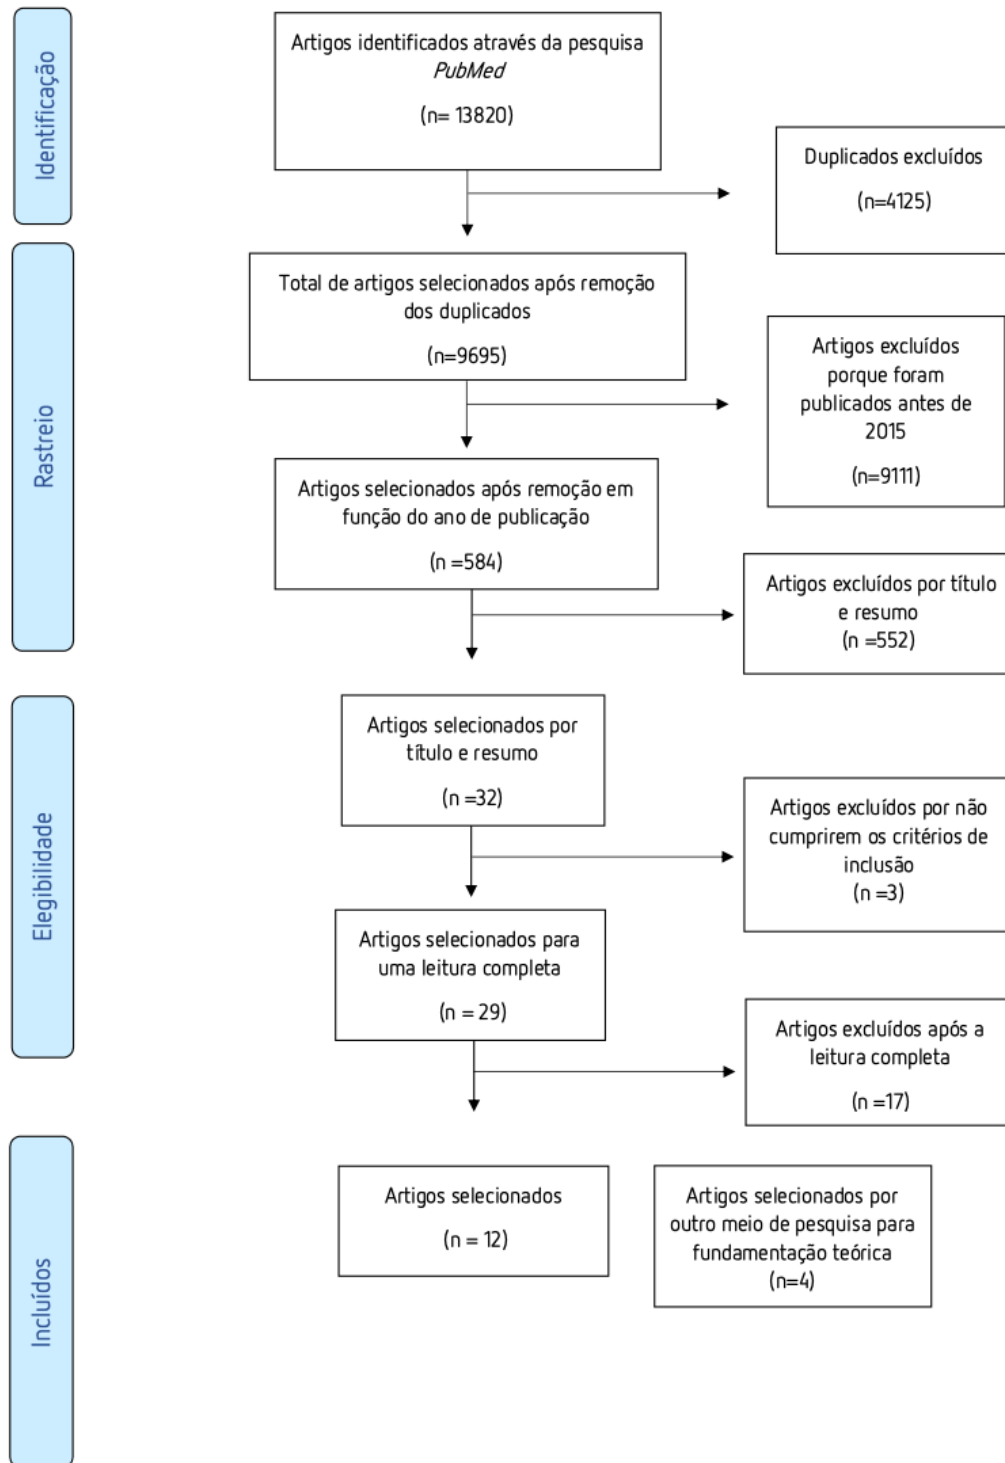 Identificação
Artigos identificados através da pesquisa
PubMed
(n= 13820)
Duplicados excluídos
(n=4125)
Rastreio
Total de artigos selecionados após remoção
dos duplicados
(n=9695)
Artigos excluídos
porque foram
publicados antes de
2015
(n=9111)
Artigos selecionados após remoção em
função do ano de publicação
(n =584)
Artigos excluídos por título
e resumo
(n =552)
Elegibilidade
Artigos selecionados por
título e resumo
(n =32)
Artigos excluídos por não
cumprirem os critérios de
inclusão
(n =3)
Artigos selecionados para
uma leitura completa
(n = 29)
Artigos excluídos após a
leitura completa
(n =17)
Incluídos
Artigos selecionados
(n = 12)
Artigos selecionados por
outro meio de pesquisa para
fundamentação teórica
(n=4)